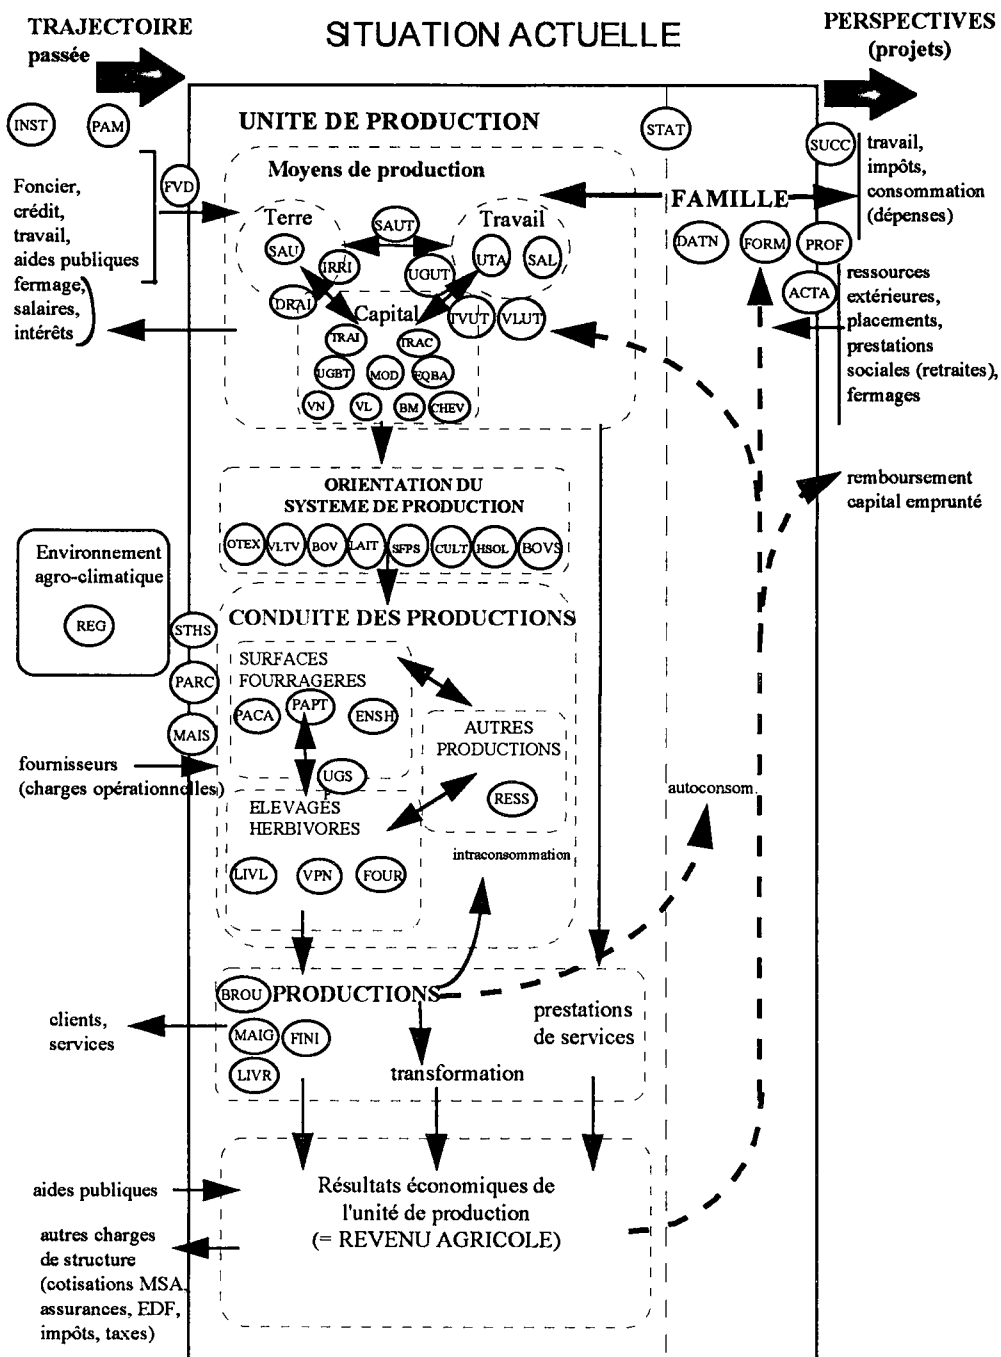 TRAJECTOIRE
passée
SITUATION ACTUELLE
PERSPECTIVES
(projets)
INST
PAM
UNITE DE PRODUCTION
STAT
SUCC
travail,
impôts,
consommation
(dépenses)
Moyens de production
FVD
Foncier,
crédit,
travail,
aides publiques
fermage,
salaires,
intérêts
FAMILLE
DATN
FORM
PROF
ACTA
Terre
SAUT
Travail
SAU
IRRI
UGUT
UTA
SAL
DRAI
Capital
TVUT
VLUT
TRAI
TRAC
UGBT
MOD
EQBA
VN
VL
BM
CHEV
ressources
extérieures,
placements,
prestations
sociales (retraites),
fermages
ORIENTATION DU
SYSTEME DE PRODUCTION
OTEX
VLTV
BOV
LAIT
SFPS
CULT
HSOL
BOVS
remboursement
capital emprunté
Environnement
agro-climatique
REG
STHS
PARC
MAIS
CONDUITE DES PRODUCTIONS
SURFACES
FOURRAGERES
PACA
PAPT
ENSH
AUTRES
PRODUCTIONS
RESS
UGS
P
fournisseurs
(charges opérationnelles)
ELEVAGES
HERBIVORES
LIVL
VPN
FOUR
intraconsommation
autoconsom.
BROU
PRODUCTIONS
MAIG
FINI
LIVR
clients,
services
prestations
de services
transformation
aides publiques
Résultats économiques de
l'unité de production
(= REVENU AGRICOLE)
autres charges
de structure
(cotisations MSA,
assurances, EDF,
impôts, taxes)